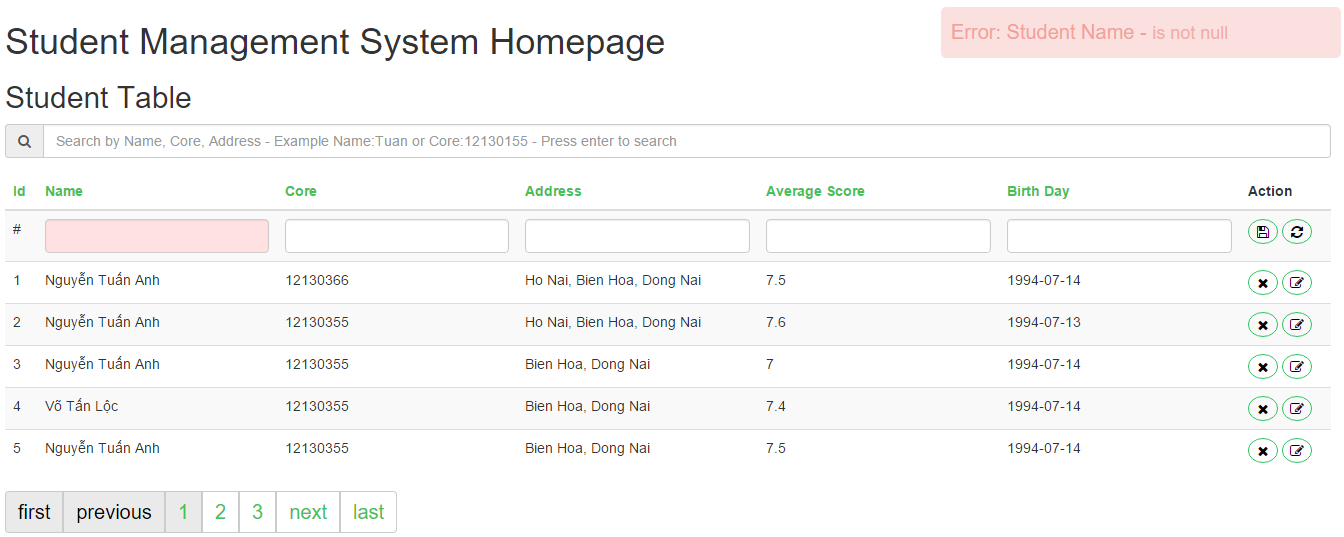 Student Management System Homepage
Error: Student Name - is not null
Student Table
Search by Name, Core, Address - Example Name:Tuan or Core:12130155 - Press enter to search
Id Name Core Address Average Score Birth Day Action
#
1 Nguyễn Tuấn Anh 12130366 Ho Nai, Bien Hoa, Dong Nai 7.5 1994-07-14
2 Nguyễn Tuấn Anh 12130355 Ho Nai, Bien Hoa, Dong Nai 7.6 1994-07-13
3 Nguyễn Tuấn Anh 12130355 Bien Hoa, Dong Nai 7 1994-07-14
4 Võ Tấn Lộc 12130355 Bien Hoa, Dong Nai 7.4 1994-07-14
5 Nguyễn Tuấn Anh 12130355 Bien Hoa, Dong Nai 7.5 1994-07-14
first previous 1 2 3 next last